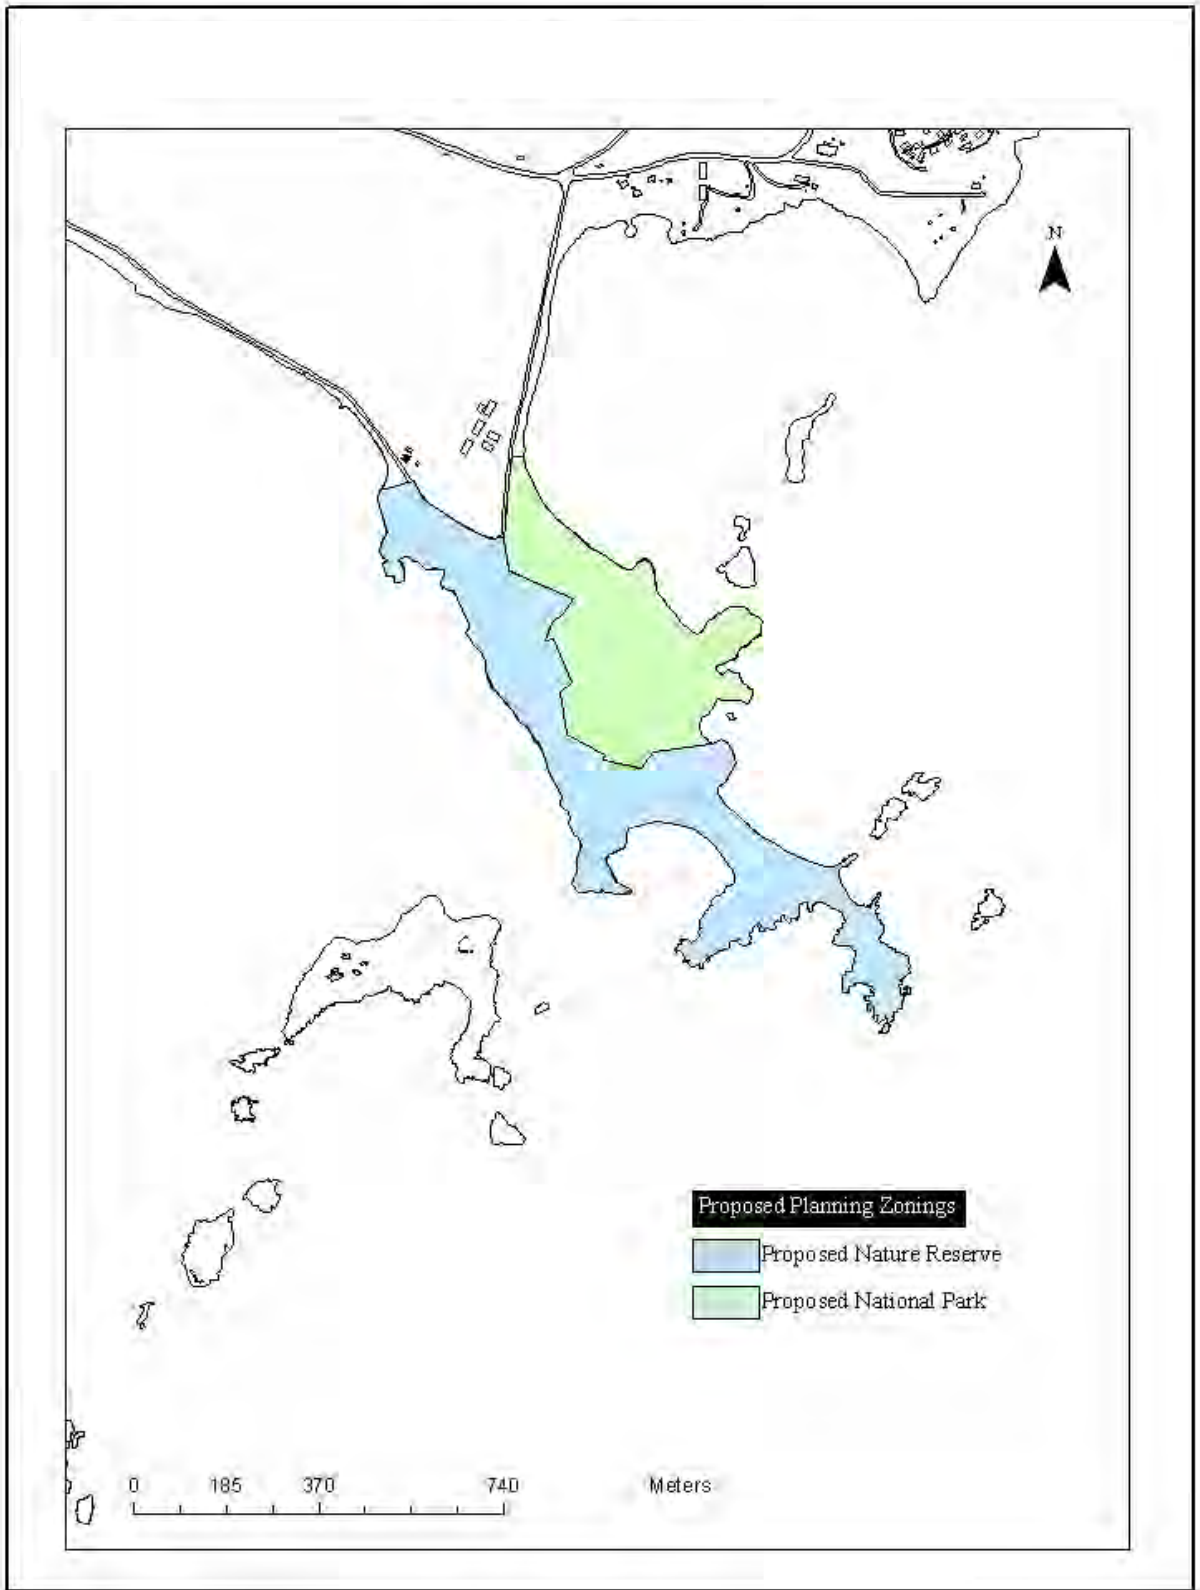 N
Proposed Planning Zonings
Proposed Nature Reserve
Proposed National Park
0 185 370 740 Meters